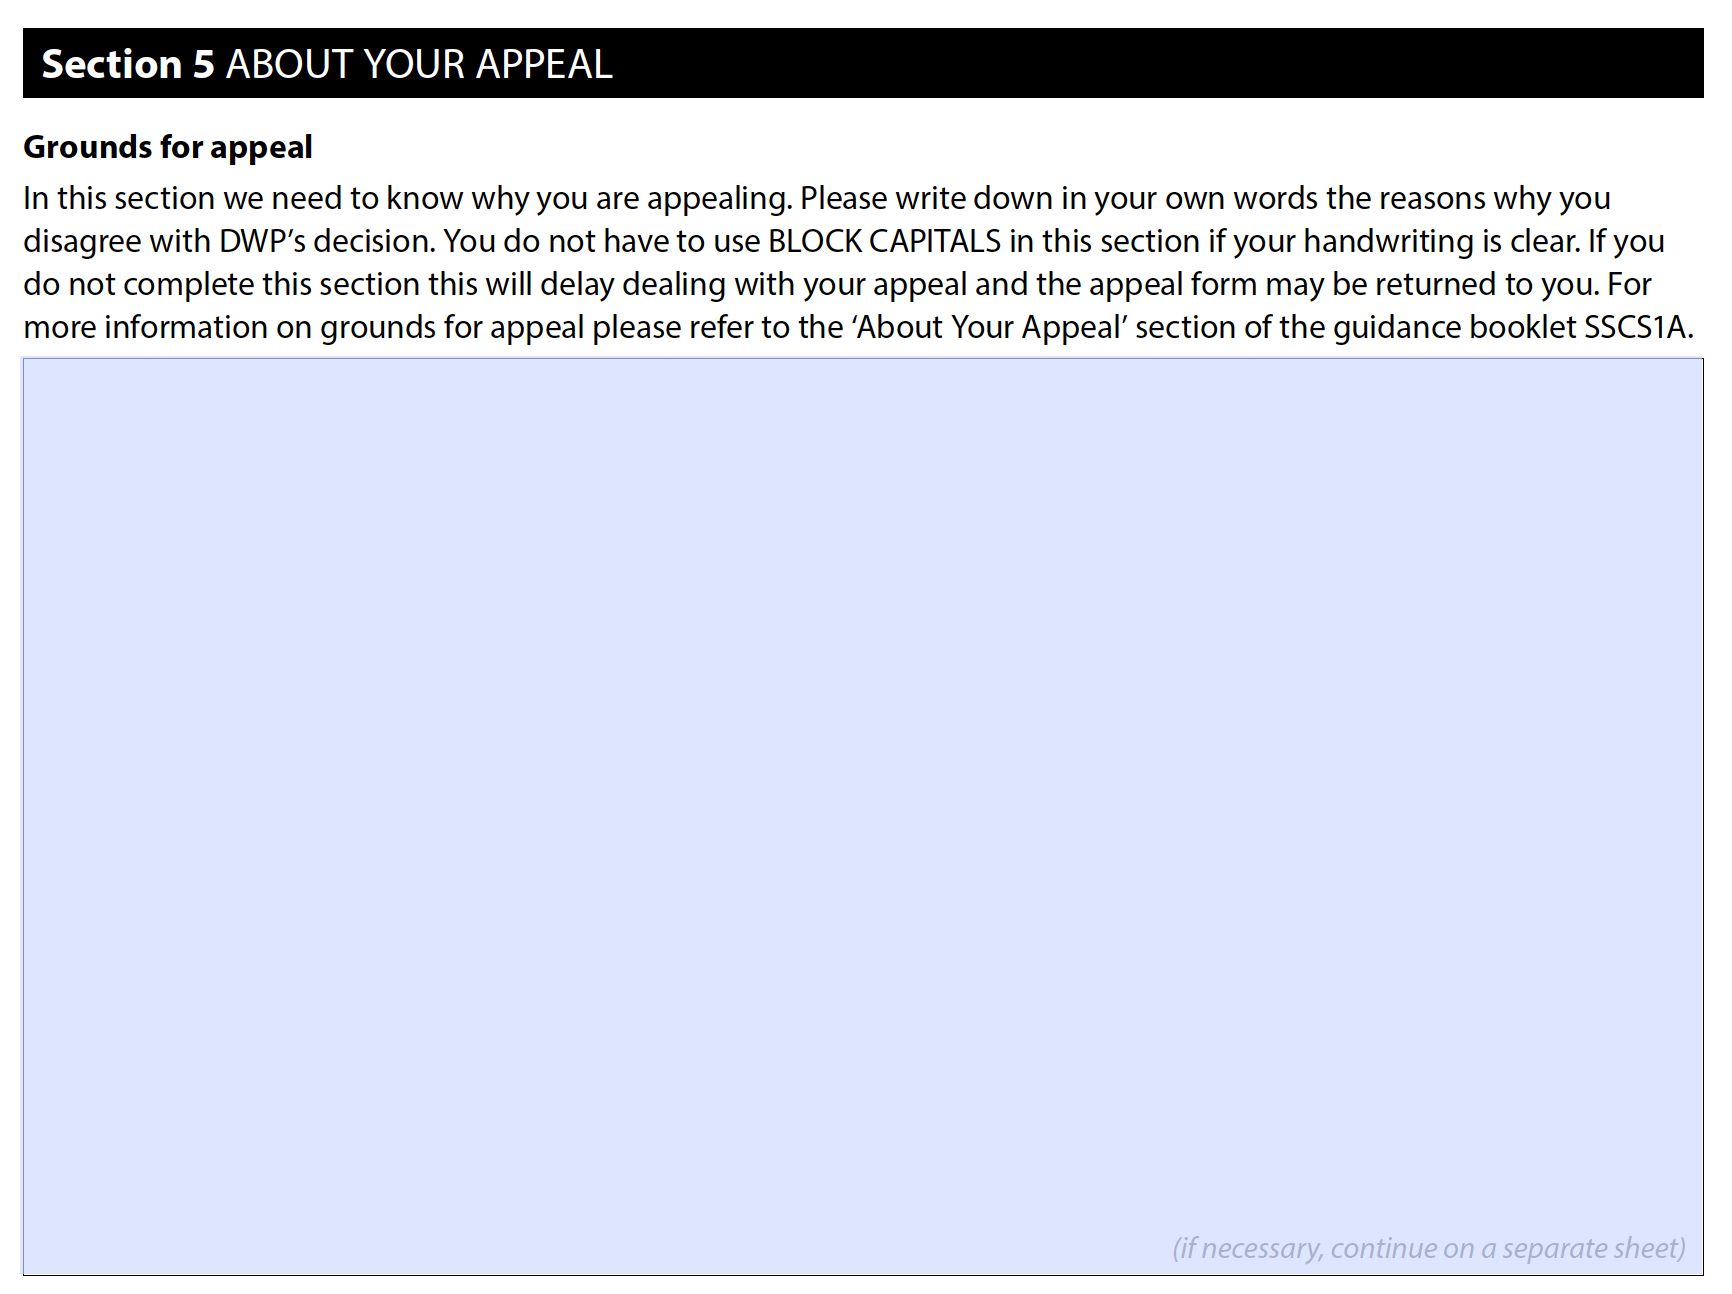 Section 5 ABOUT YOUR APPEAL
Grounds for appeal
In this section we need to know why you are appealing. Please write down in your own words the reasons why you
disagree with DWP’s decision. You do not have to use BLOCK CAPITALS in this section if your handwriting is clear. If you
do not complete this section this will delay dealing with your appeal and the appeal form may be returned to you. For
more information on grounds for appeal please refer to the ‘About Your Appeal’ section of the guidance booklet SSCS1A.
(if necessary, continue on a separate sheet)